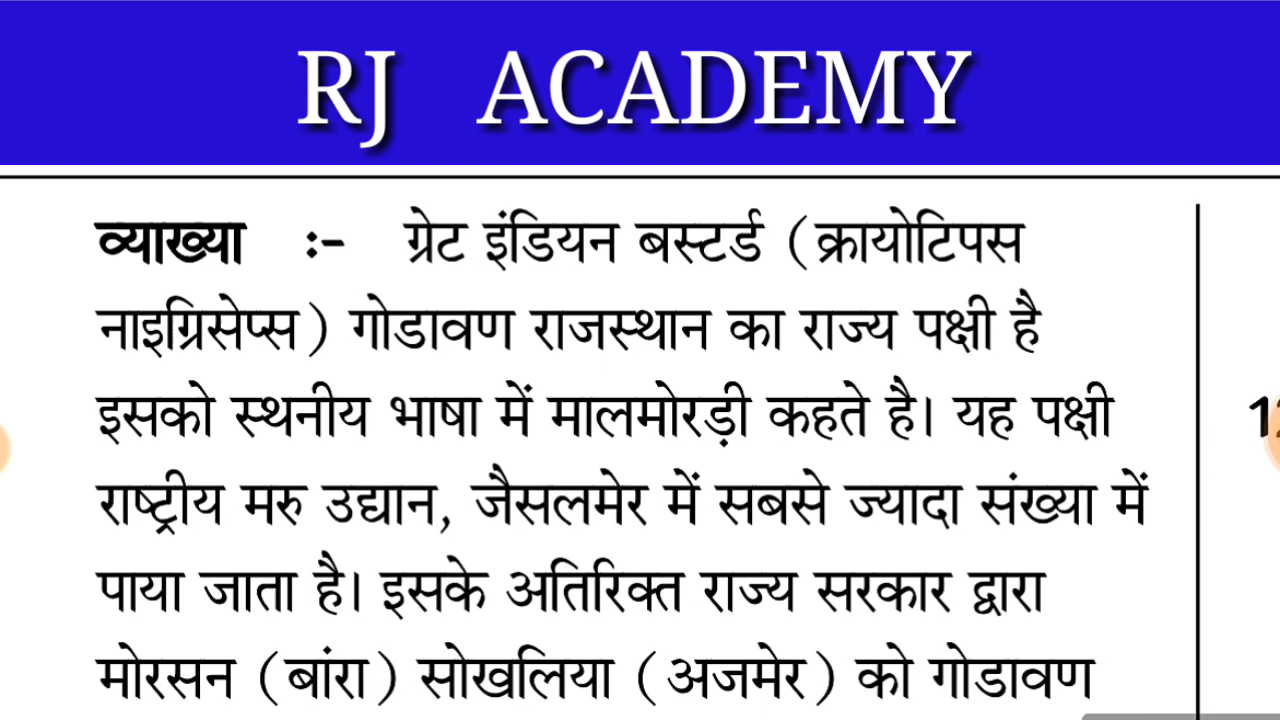 RJ ACADEMY
व्याख्या :- ग्रेट इंडियन बस्टर्ड (क्रायोटिपस
नाइग्रिसेप्स) गोडावण राजस्थान का राज्य पक्षी है
इसको स्थनीय भाषा में मालमोरड़ी कहते है। यह पक्षी
राष्ट्रीय मरु उद्यान, जैसलमेर में सबसे ज्यादा संख्या में
पाया जाता है। इसके अतिरिक्त राज्य सरकार द्वारा
मोरसन (बांरा) सोखलिया (अजमेर) को गोडावण